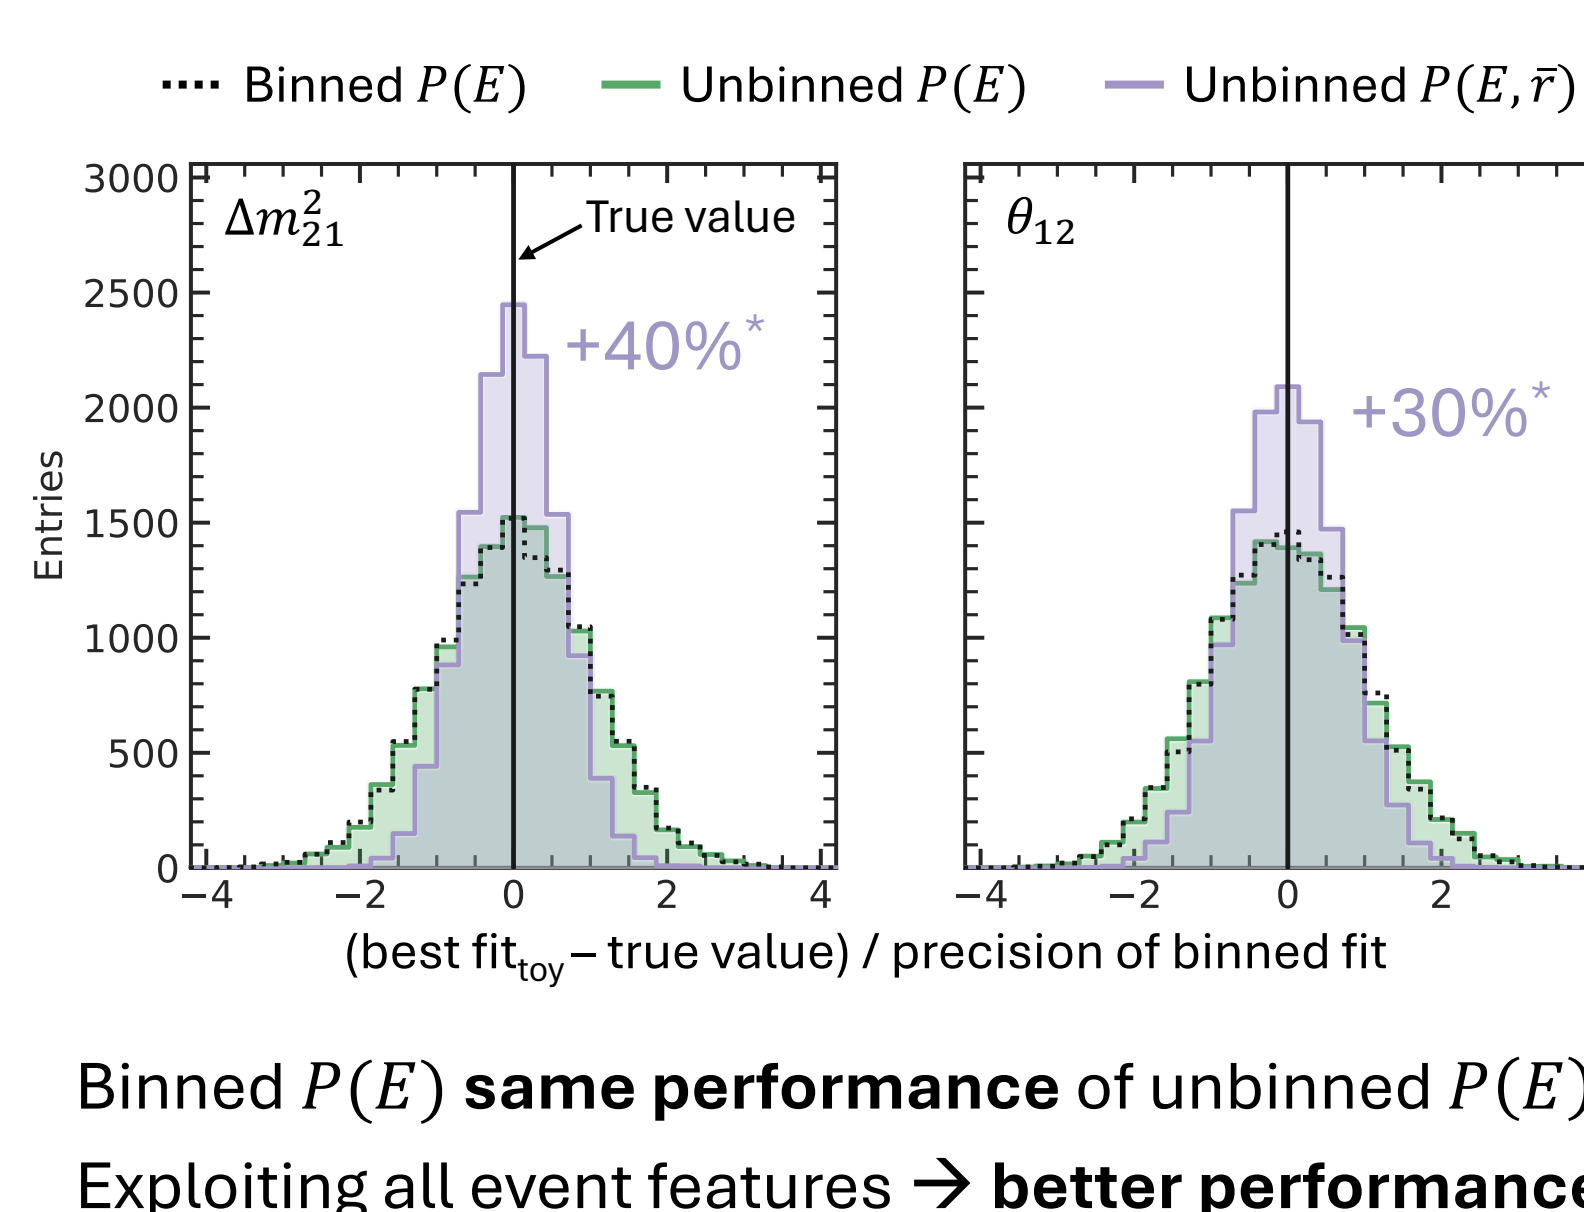 Binned P(E) Unbinned P(E) Unbinned P(E, r̄)
3000
2500
2000
1500
1000
500
0
Entries
Δm²₂₁
True value
+40%*
−4 −2 0 2 4
θ₁₂
+30%*
−4 −2 0 2
(best fit_toy – true value) / precision of binned fit
Binned P(E) same performance of unbinned P(E)
Exploiting all event features → better performance